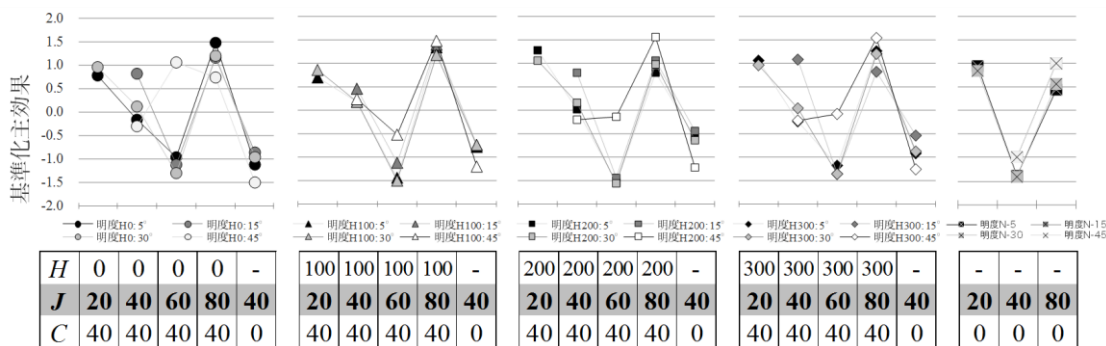 2.0
1.5
1.0
0.5
0.0
-0.5
-1.0
-1.5
-2.0
基準化主効果
明度H0:5° 明度H0:15°
明度H0:30° 明度H0:45°
明度H100:5° 明度H100:15°
明度H100:30° 明度H100:45°
明度H200:5° 明度H200:15°
明度H200:30° 明度H200:45°
明度H300:5° 明度H300:15°
明度H300:30° 明度H300:45°
明度N-5 明度N-15
明度N-30 明度N-45
H 0 0 0 0 - 100 100 100 100 - 200 200 200 200 - 300 300 300 300 - - - -
J 20 40 60 80 40 20 40 60 80 40 20 40 60 80 40 20 40 60 80 40 20 40 80
C 40 40 40 40 0 40 40 40 40 0 40 40 40 40 0 40 40 40 40 0 0 0 0